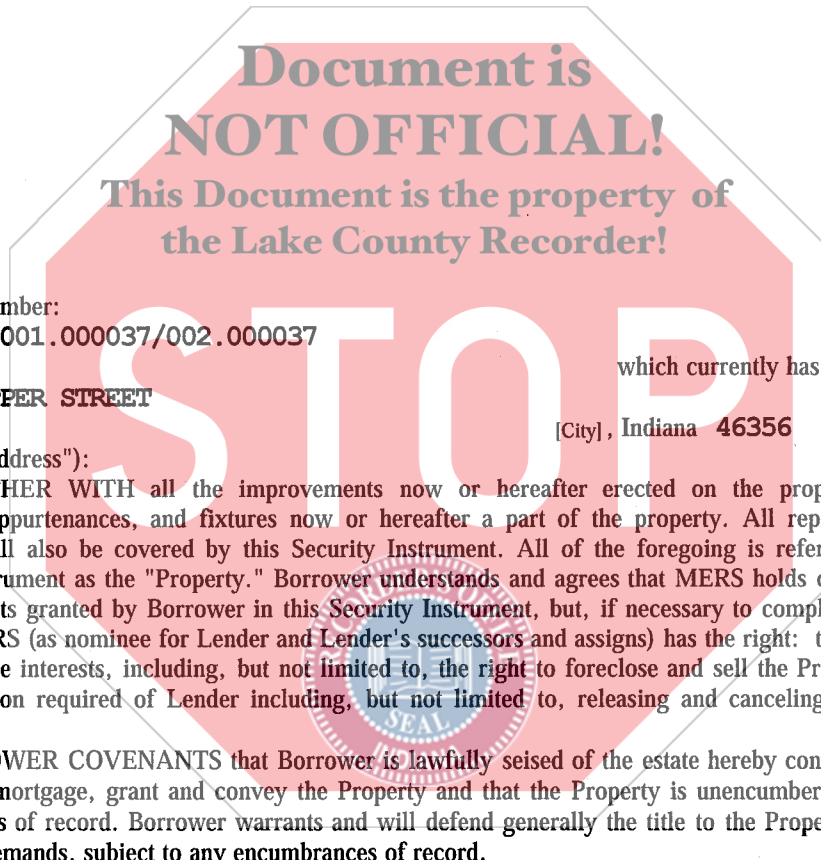 Document is
NOT OFFICIAL!
This Document is the property of
the Lake County Recorder!
STOP
mber:
001.000037/002.000037
which currently has
PER STREET
[City] , Indiana 46356
ddress"):
HER WITH all the improvements now or hereafter erected on the prop
ppurtenances, and fixtures now or hereafter a part of the property. All rep
ll also be covered by this Security Instrument. All of the foregoing is refer
rument as the "Property." Borrower understands and agrees that MERS holds
ts granted by Borrower in this Security Instrument, but, if necessary to compl
RS (as nominee for Lender and Lender's successors and assigns) has the right: t
e interests, including, but not limited to, the right to foreclose and sell the Pr
on required of Lender including, but not limited to, releasing and canceling
SEAL
INDIANA
WER COVENANTS that Borrower is lawfully seised of the estate hereby con
mortgage, grant and convey the Property and that the Property is unencumber
s of record. Borrower warrants and will defend generally the title to the Prope
emands, subject to any encumbrances of record.